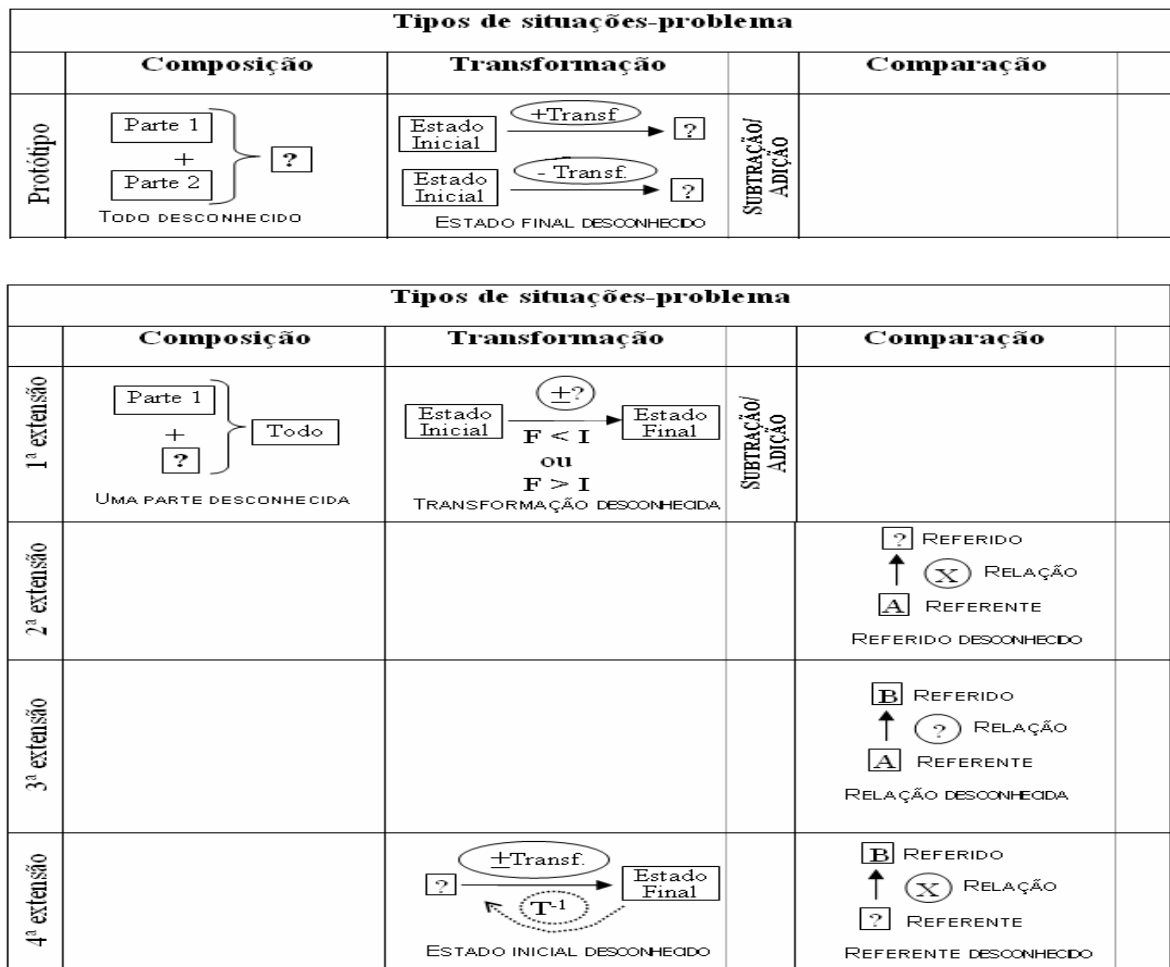 Tipos de situações-problema
Composição Transformação Comparação
Protótipo
Parte 1
+
Parte 2
?
TODO DESCONHECIDO
Estado Inicial
+Transf
?
Estado Inicial
- Transf.
?
ESTADO FINAL DESCONHECIDO
SUBTRAÇÃO/
ADIÇÃO
Tipos de situações-problema
Composição Transformação Comparação
1ª extensão
Parte 1
+
?
Todo
UMA PARTE DESCONHECIDA
Estado Inicial
±?
Estado Final
F < I
ou
F > I
TRANSFORMAÇÃO DESCONHECIDA
SUBTRAÇÃO/
ADIÇÃO
2ª extensão
? REFERIDO
X RELAÇÃO
A REFERENTE
REFERIDO DESCONHECIDO
3ª extensão
B REFERIDO
? RELAÇÃO
A REFERENTE
RELAÇÃO DESCONHECIDA
4ª extensão
?
±Transf.
Estado Final
T-1
ESTADO INICIAL DESCONHECIDO
B REFERIDO
X RELAÇÃO
? REFERENTE
REFERENTE DESCONHECIDO